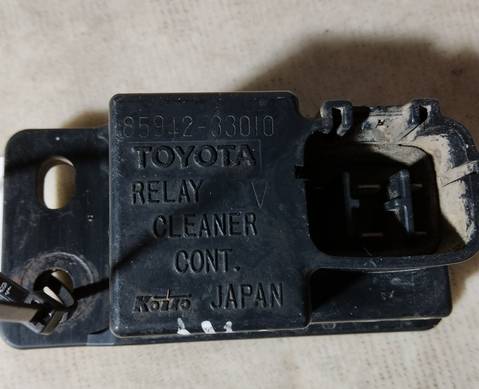 85942-33010
TOYOTA
RELAY V
CLEANER
CONT.
KOITO JAPAN